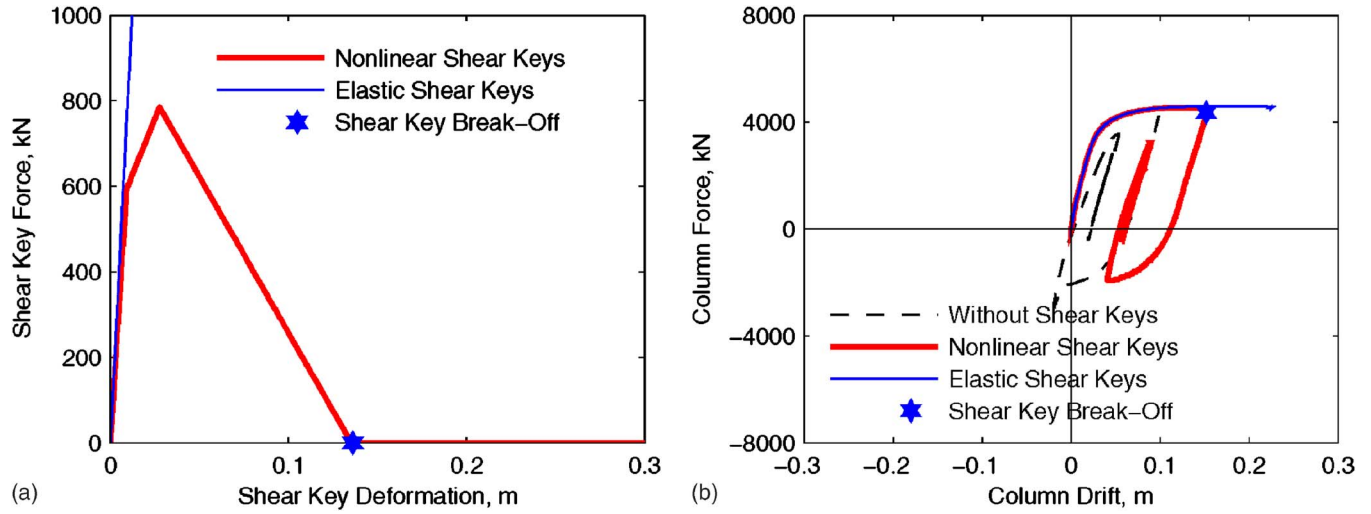 1000
800
600
400
200
0
0
0.1
0.2
0.3
Shear Key Force, kN
Shear Key Deformation, m
Nonlinear Shear Keys
Elastic Shear Keys
Shear Key Break-Off
(a)
8000
4000
0
-4000
-8000
-0.3
-0.2
-0.1
0
0.1
0.2
0.3
Column Force, kN
Column Drift, m
Without Shear Keys
Nonlinear Shear Keys
Elastic Shear Keys
Shear Key Break-Off
(b)